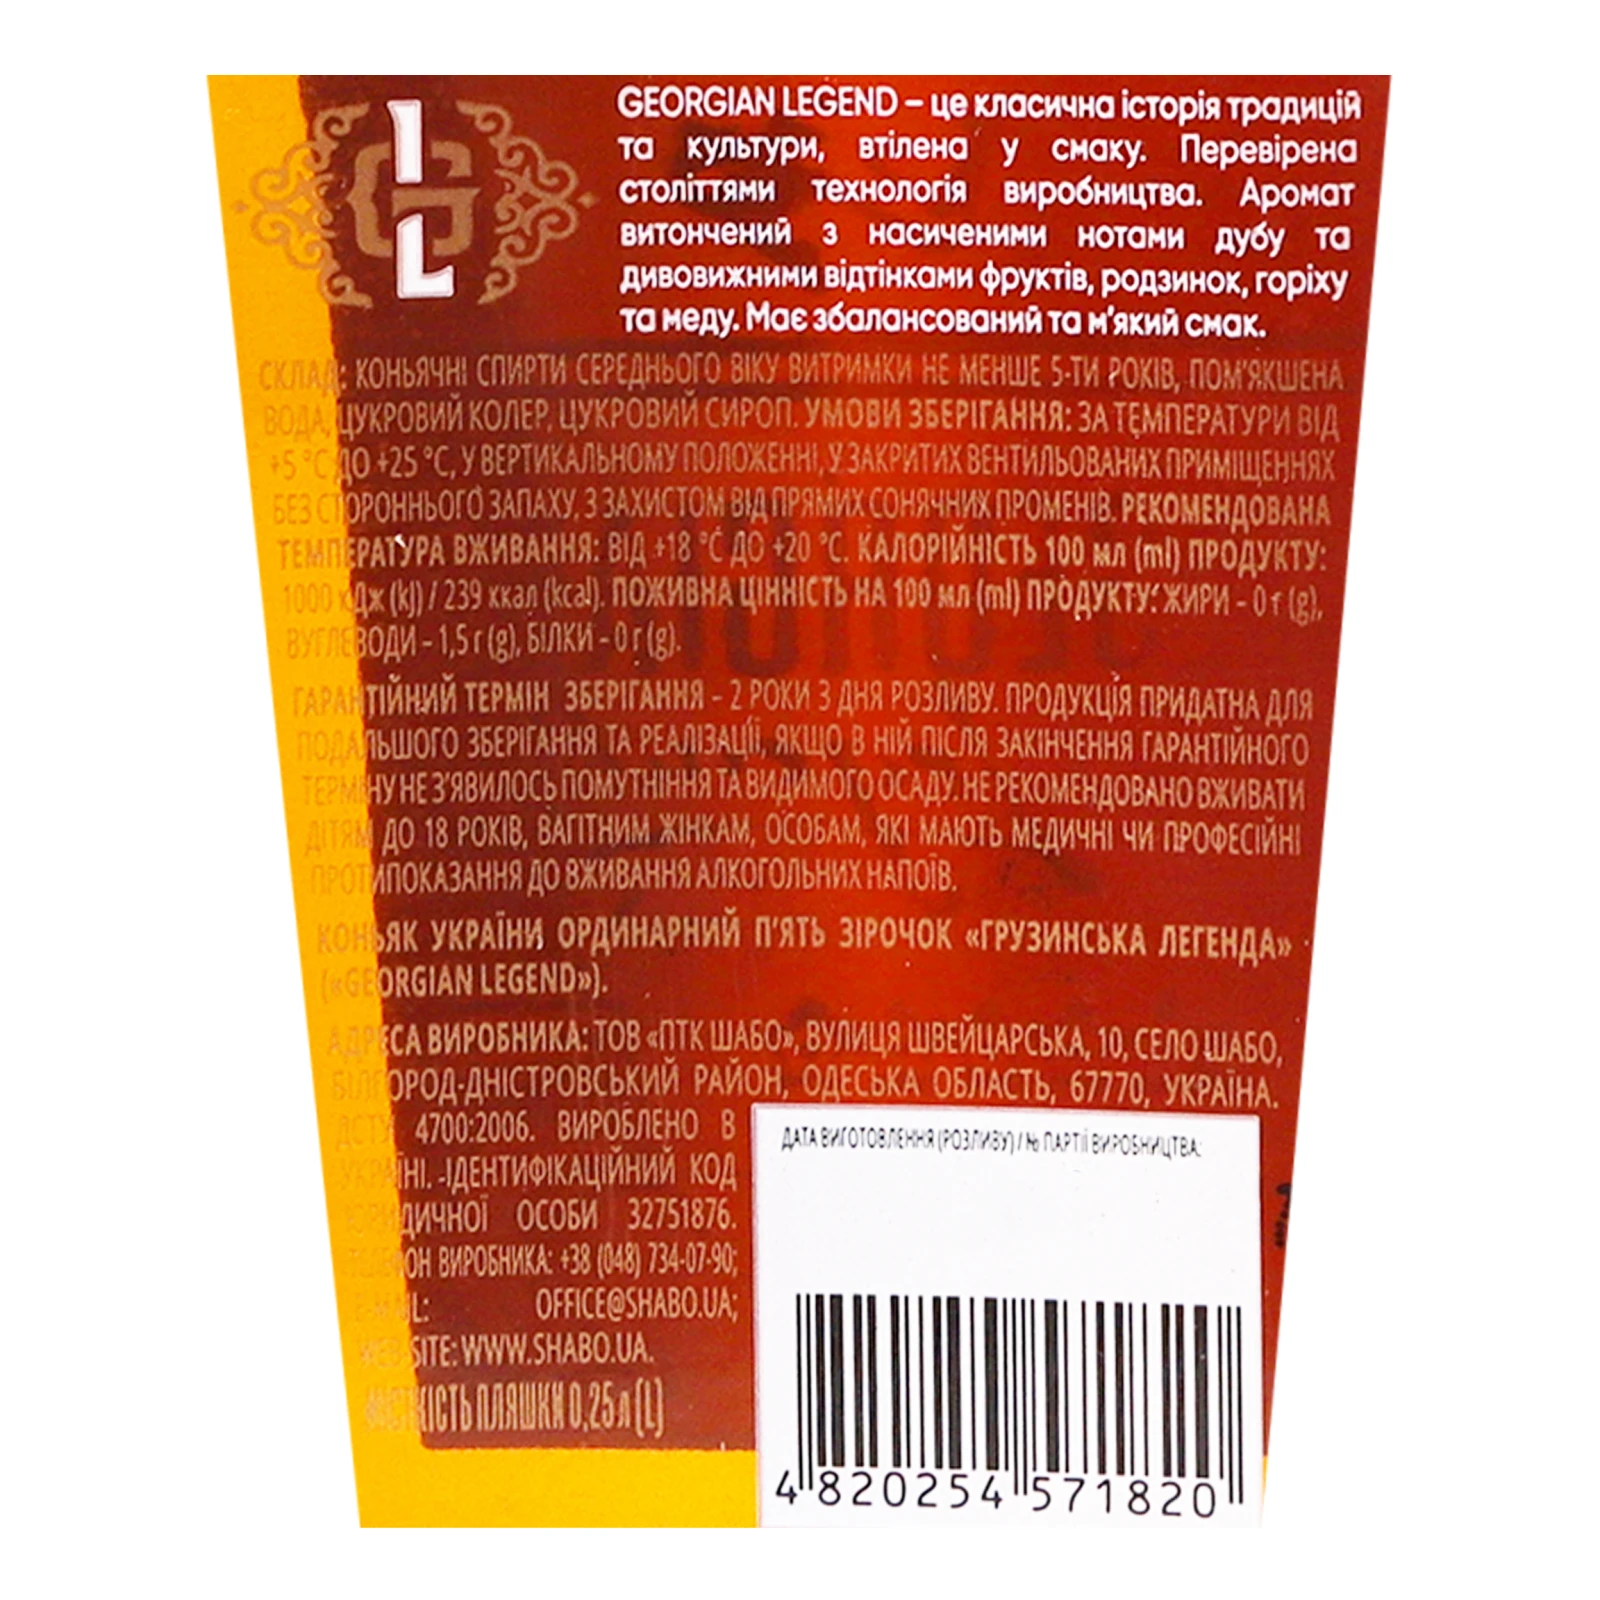 GL
GEORGIAN LEGEND – це класична історія традицій
та культури, втілена у смаку. Перевірена
століттями технологія виробництва. Аромат
витончений з насиченими нотами дубу та
дивовижними відтінками фруктів, родзинок, горіху
та меду. Має збалансований та м'який смак.
СКЛАД: КОНЬЯЧНІ СПИРТИ СЕРЕДНЬОГО ВІКУ ВИТРИМКИ НЕ МЕНШЕ 5-ТИ РОКІВ, ПОМ'ЯКШЕНА
ВОДА, ЦУКРОВИЙ КОЛЕР, ЦУКРОВИЙ СИРОП. УМОВИ ЗБЕРІГАННЯ: ЗА ТЕМПЕРАТУРИ ВІД
+5 °С ДО +25 °С, У ВЕРТИКАЛЬНОМУ ПОЛОЖЕННІ, У ЗАКРИТИХ ВЕНТИЛЬОВАНИХ ПРИМІЩЕННЯХ
БЕЗ СТОРОННЬОГО ЗАПАХУ, З ЗАХИСТОМ ВІД ПРЯМИХ СОНЯЧНИХ ПРОМЕНІВ. РЕКОМЕНДОВАНА
ТЕМПЕРАТУРА ВЖИВАННЯ: ВІД +18 °С ДО +20 °С. КАЛОРІЙНІСТЬ 100 мл (ml) ПРОДУКТУ:
1000 кДж (kJ) / 239 ккал (kcal). ПОЖИВНА ЦІННІСТЬ НА 100 мл (ml) ПРОДУКТУ: ЖИРИ – 0 г (g),
ВУГЛЕВОДИ – 1,5 г (g), БІЛКИ – 0 г (g).
ГАРАНТІЙНИЙ ТЕРМІН ЗБЕРІГАННЯ – 2 РОКИ З ДНЯ РОЗЛИВУ. ПРОДУКЦІЯ ПРИДАТНА ДЛЯ
ПОДАЛЬШОГО ЗБЕРІГАННЯ ТА РЕАЛІЗАЦІЇ, ЯКЩО В НІЙ ПІСЛЯ ЗАКІНЧЕННЯ ГАРАНТІЙНОГО
ТЕРМІНУ НЕ З'ЯВИЛОСЬ ПОМУТНІННЯ ТА ВИДИМОГО ОСАДУ. НЕ РЕКОМЕНДОВАНО ВЖИВАТИ
ДІТЯМ ДО 18 РОКІВ, ВАГІТНИМ ЖІНКАМ, ОСОБАМ, ЯКІ МАЮТЬ МЕДИЧНІ ЧИ ПРОФЕСІЙНІ
ПРОТИПОКАЗАННЯ ДО ВЖИВАННЯ АЛКОГОЛЬНИХ НАПОЇВ.
КОНЬЯК УКРАЇНИ ОРДИНАРНИЙ П'ЯТЬ ЗІРОЧОК «ГРУЗИНСЬКА ЛЕГЕНДА»
(«GEORGIAN LEGEND»).
АДРЕСА ВИРОБНИКА: ТОВ «ПТК ШАБО», ВУЛИЦЯ ШВЕЙЦАРСЬКА, 10, СЕЛО ШАБО,
БІЛГОРОД-ДНІСТРОВСЬКИЙ РАЙОН, ОДЕСЬКА ОБЛАСТЬ, 67770, УКРАЇНА.
ДСТУ 4700:2006. ВИРОБЛЕНО В
УКРАЇНІ. ІДЕНТИФІКАЦІЙНИЙ КОД
ЮРИДИЧНОЇ ОСОБИ 32751876.
ТЕЛЕФОН ВИРОБНИКА: +38 (048) 734-07-90;
E-MAIL: OFFICE@SHABO.UA;
WEB-SITE: WWW.SHABO.UA.
МІСТКІСТЬ ПЛЯШКИ 0,25 л (L)
ДАТА ВИГОТОВЛЕННЯ (РОЗЛИВУ) / № ПАРТІЇ ВИРОБНИЦТВА:
4 820254 571820